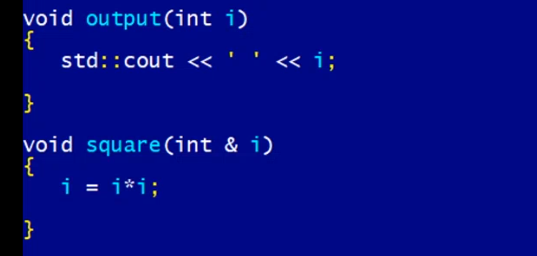 void output(int i)
{
std::cout << ' ' << i;
}
void square(int & i)
{
i = i*i;
}